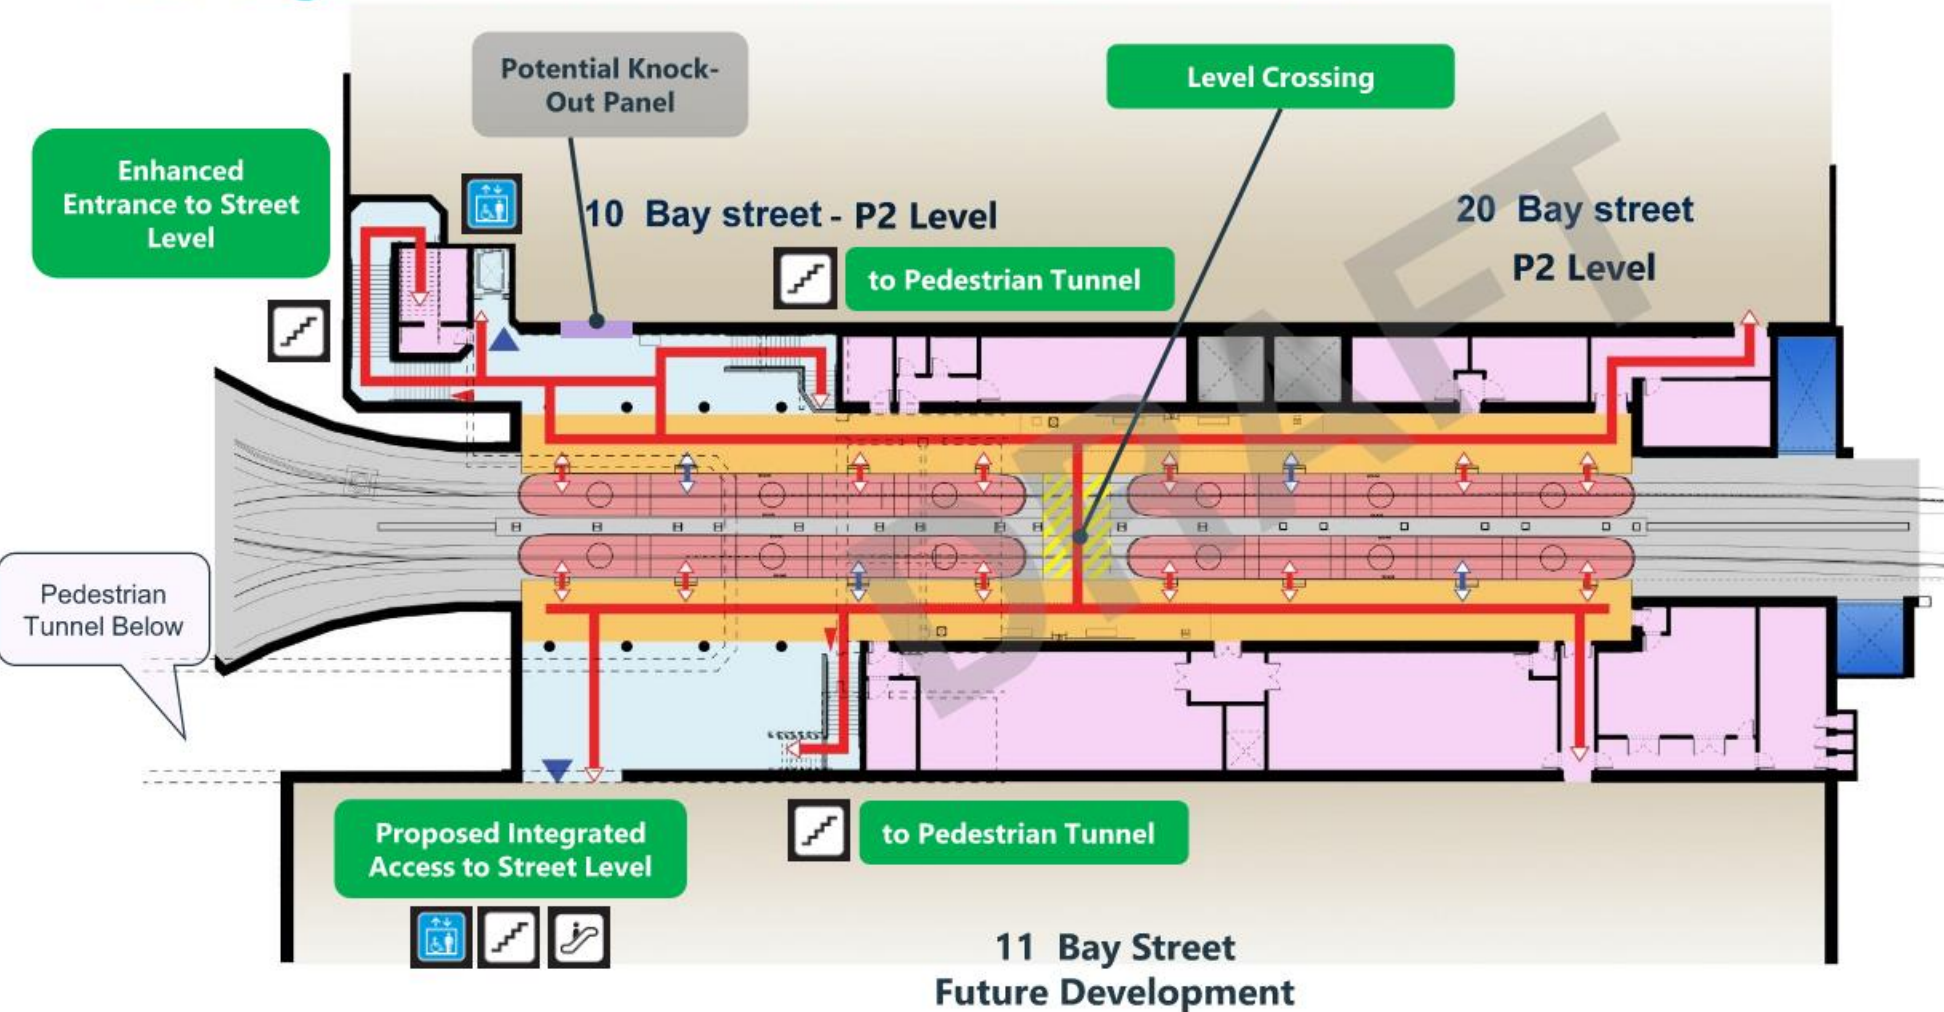 Potential Knock-
Out Panel
Level Crossing
Enhanced
Entrance to Street
Level
10 Bay street - P2 Level
20 Bay street
P2 Level
to Pedestrian Tunnel
DRAFT
Pedestrian
Tunnel Below
Proposed Integrated
Access to Street Level
to Pedestrian Tunnel
11 Bay Street
Future Development